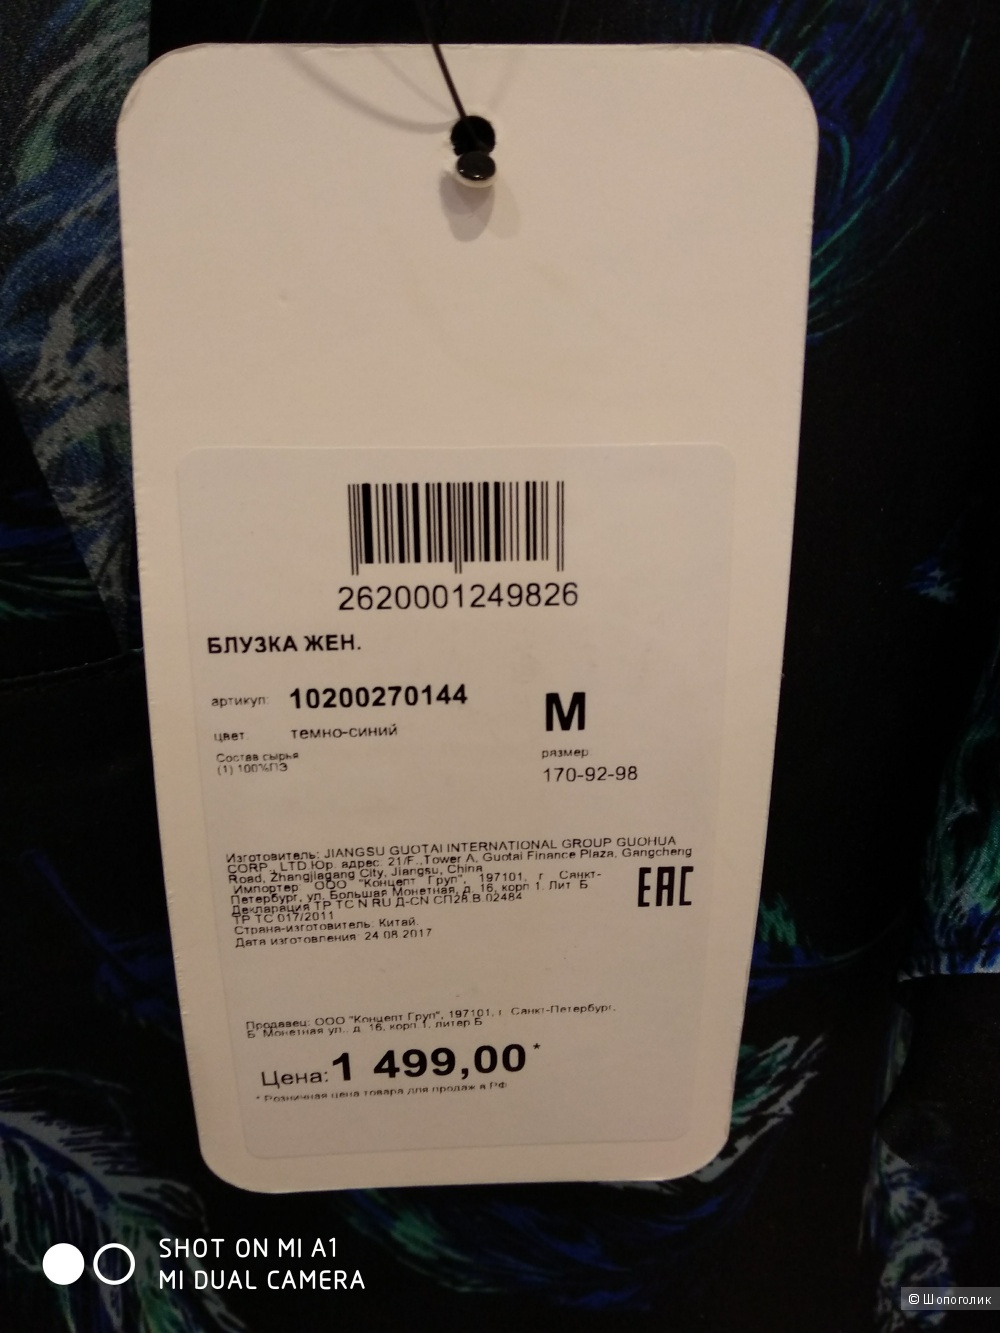 2620001249826
БЛУЗКА ЖЕН.
артикул: 10200270144
M
цвет темно-синий
размер
Состав сырья
(1) 100%ПЭ
170-92-98
Изготовитель: JIANGSU GUOTAI INTERNATIONAL GROUP GUOHUA
CORP., LTD.Юр. адрес: 21/F.,Tower A, Guotai Finance Plaza, Gangcheng
Road, Zhangjiagang City, Jiangsu, China
Импортер: ООО "Концепт Груп", 197101, г. Санкт-
Петербург, ул. Большая Монетная, д. 16, корп 1. Лит Б
Декларация ТР ТС N RU Д-CN СП28.В.02484
ТР ТС 017/2011
Страна-изготовитель: Китай.
Дата изготовления: 24.08.2017
EAC
Продавец: ООО "Концепт Груп", 197101, г. Санкт-Петербург,
Б. Монетная ул., д. 16, корп 1, литер Б
Цена: 1 499,00*
* Розничная цена товара для продаж в РФ
SHOT ON MI A1
MI DUAL CAMERA
© Шопоголик